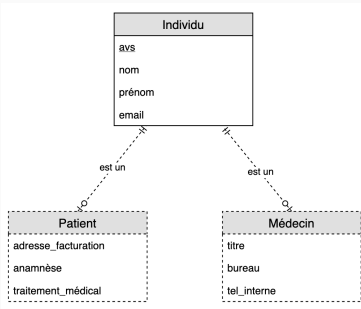 Individu
avs
nom
prénom
email
est un
est un
Patient
adresse_facturation
anamnèse
traitement_médical
Médecin
titre
bureau
tel_interne